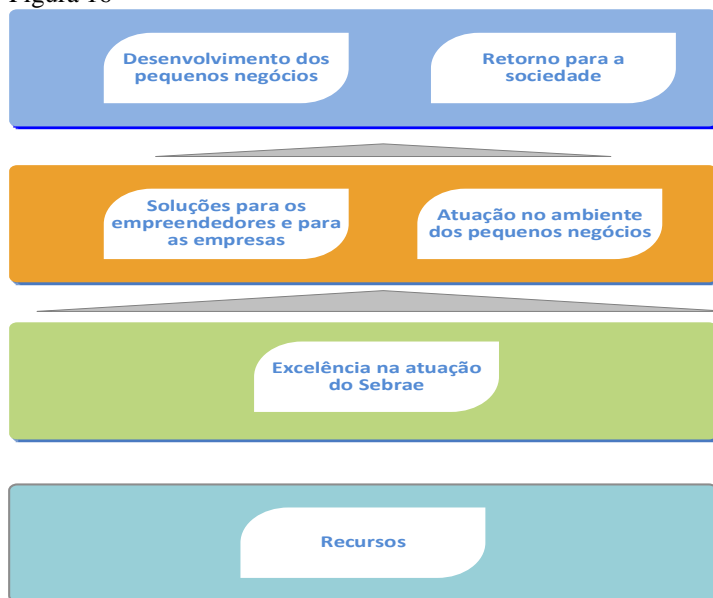 Figura 18
Desenvolvimento dos
pequenos negócios
Retorno para a
sociedade
Soluções para os
empreendedores e para
as empresas
Atuação no ambiente
dos pequenos negócios
Excelência na atuação
do Sebrae
Recursos